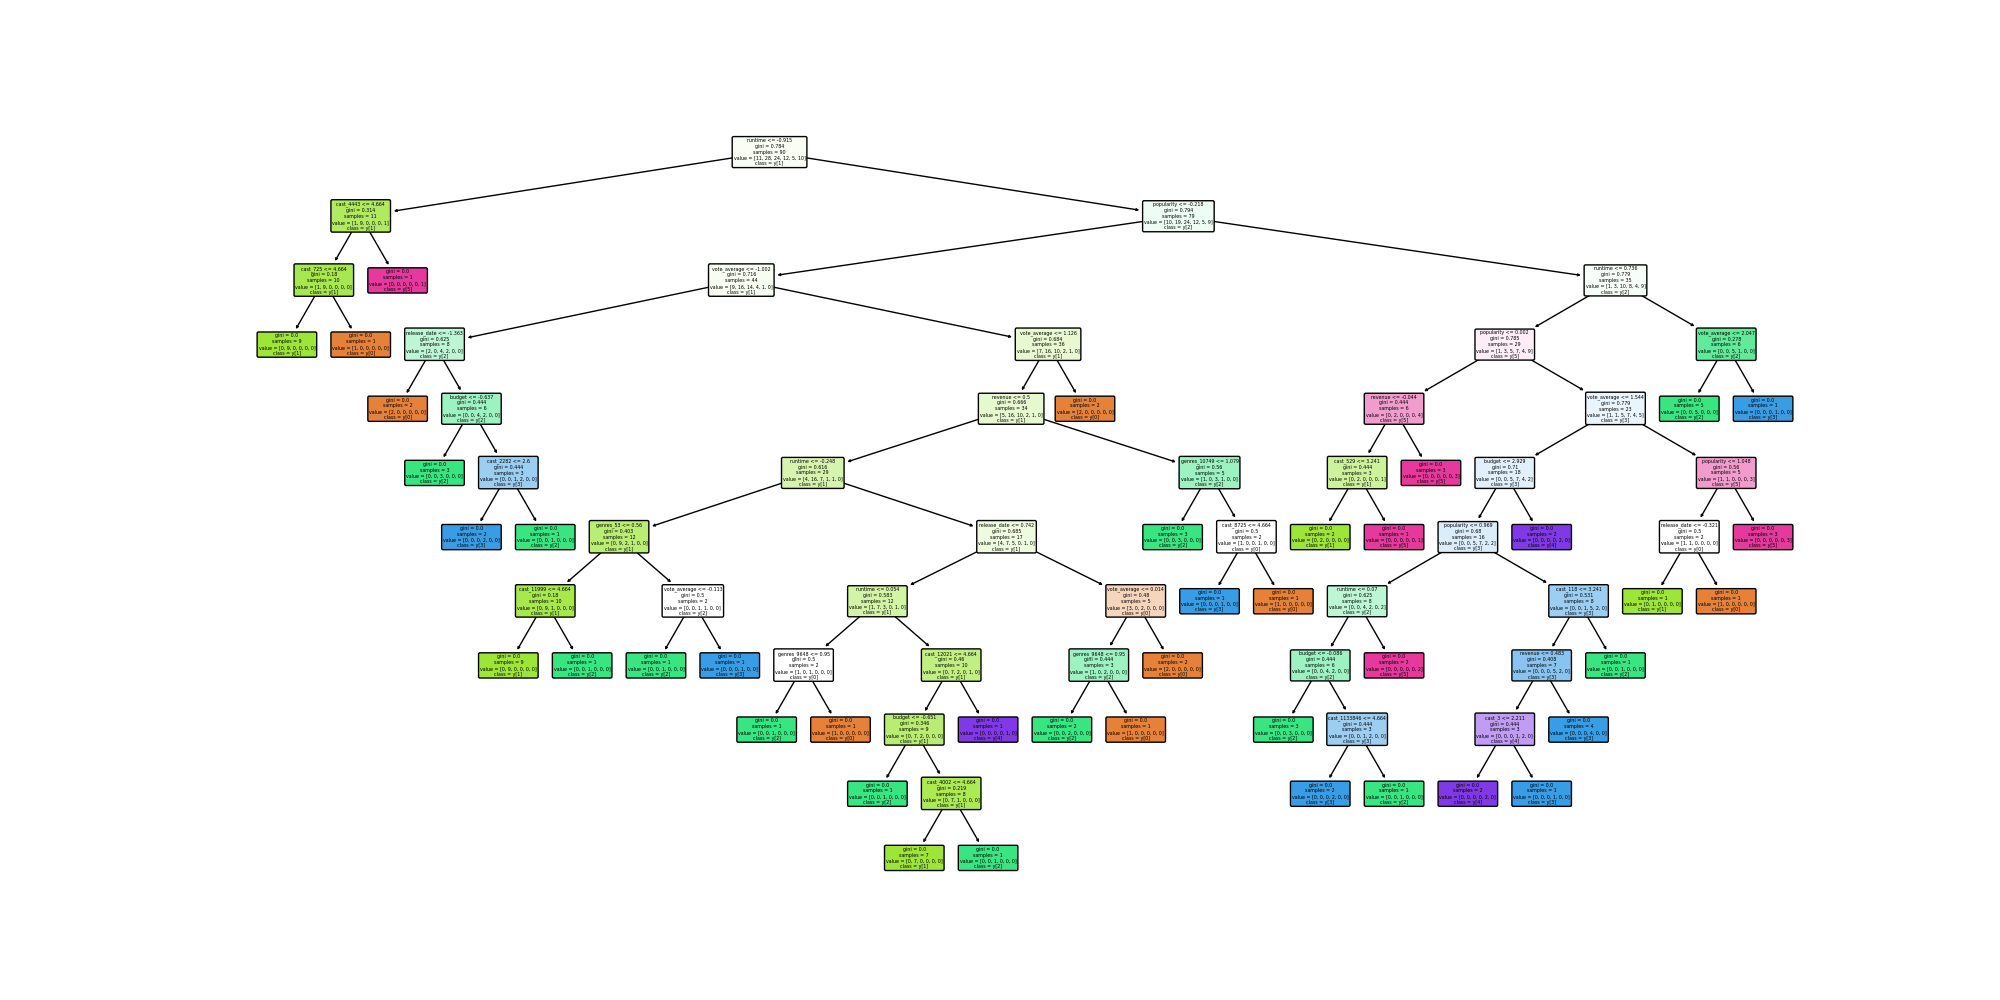 runtime <= -0.915
gini = 0.784
samples = 90
value = [11, 28, 24, 12, 5, 10]
class = y[1]
cast_4443 <= 4.664
gini = 0.314
samples = 11
value = [1, 9, 0, 0, 0, 1]
class = y[1]
popularity <= -0.218
gini = 0.794
samples = 79
value = [10, 19, 24, 12, 5, 9]
class = y[2]
cast_725 <= 4.664
gini = 0.18
samples = 10
value = [1, 9, 0, 0, 0, 0]
class = y[1]
gini = 0.0
samples = 1
value = [0, 0, 0, 0, 0, 1]
class = y[5]
vote_average <= -1.002
gini = 0.716
samples = 44
value = [9, 16, 14, 4, 1, 0]
class = y[1]
runtime <= 0.736
gini = 0.779
samples = 35
value = [1, 3, 10, 8, 4, 9]
class = y[2]
gini = 0.0
samples = 9
value = [0, 9, 0, 0, 0, 0]
class = y[1]
gini = 0.0
samples = 1
value = [1, 0, 0, 0, 0, 0]
class = y[0]
release_date <= -1.363
gini = 0.625
samples = 8
value = [2, 0, 4, 2, 0, 0]
class = y[2]
vote_average <= 1.126
gini = 0.684
samples = 36
value = [7, 16, 10, 2, 1, 0]
class = y[1]
popularity <= 0.002
gini = 0.785
samples = 29
value = [1, 3, 5, 7, 4, 9]
class = y[5]
vote_average <= 2.047
gini = 0.278
samples = 6
value = [0, 0, 5, 1, 0, 0]
class = y[2]
gini = 0.0
samples = 2
value = [2, 0, 0, 0, 0, 0]
class = y[0]
budget <= -0.637
gini = 0.444
samples = 6
value = [0, 0, 4, 2, 0, 0]
class = y[2]
revenue <= 0.5
gini = 0.666
samples = 34
value = [5, 16, 10, 2, 1, 0]
class = y[1]
gini = 0.0
samples = 2
value = [2, 0, 0, 0, 0, 0]
class = y[0]
revenue <= -0.044
gini = 0.444
samples = 6
value = [0, 2, 0, 0, 0, 4]
class = y[5]
vote_average <= 1.544
gini = 0.779
samples = 23
value = [1, 1, 5, 7, 4, 5]
class = y[3]
gini = 0.0
samples = 5
value = [0, 0, 5, 0, 0, 0]
class = y[2]
gini = 0.0
samples = 1
value = [0, 0, 0, 1, 0, 0]
class = y[3]
gini = 0.0
samples = 3
value = [0, 0, 3, 0, 0, 0]
class = y[2]
cast_2282 <= 2.6
gini = 0.444
samples = 3
value = [0, 0, 1, 2, 0, 0]
class = y[3]
runtime <= -0.248
gini = 0.616
samples = 29
value = [4, 16, 7, 1, 1, 0]
class = y[1]
genres_10749 <= 1.079
gini = 0.56
samples = 5
value = [1, 0, 3, 1, 0, 0]
class = y[2]
cast_529 <= 3.241
gini = 0.444
samples = 3
value = [0, 2, 0, 0, 0, 1]
class = y[1]
gini = 0.0
samples = 3
value = [0, 0, 0, 0, 0, 3]
class = y[5]
budget <= 2.929
gini = 0.71
samples = 18
value = [0, 0, 5, 7, 4, 2]
class = y[3]
popularity <= 1.048
gini = 0.56
samples = 5
value = [1, 1, 0, 0, 0, 3]
class = y[5]
gini = 0.0
samples = 2
value = [0, 0, 0, 2, 0, 0]
class = y[3]
gini = 0.0
samples = 1
value = [0, 0, 1, 0, 0, 0]
class = y[2]
genres_53 <= 0.56
gini = 0.403
samples = 12
value = [0, 9, 2, 1, 0, 0]
class = y[1]
release_date <= 0.742
gini = 0.685
samples = 17
value = [4, 7, 5, 0, 1, 0]
class = y[1]
gini = 0.0
samples = 3
value = [0, 0, 3, 0, 0, 0]
class = y[2]
cast_8725 <= 4.664
gini = 0.5
samples = 2
value = [1, 0, 0, 1, 0, 0]
class = y[0]
gini = 0.0
samples = 2
value = [0, 2, 0, 0, 0, 0]
class = y[1]
gini = 0.0
samples = 1
value = [0, 0, 0, 0, 0, 1]
class = y[5]
popularity <= 0.969
gini = 0.68
samples = 16
value = [0, 0, 5, 7, 2, 2]
class = y[3]
gini = 0.0
samples = 2
value = [0, 0, 0, 0, 2, 0]
class = y[4]
release_date <= -0.321
gini = 0.5
samples = 2
value = [1, 1, 0, 0, 0, 0]
class = y[0]
gini = 0.0
samples = 3
value = [0, 0, 0, 0, 0, 3]
class = y[5]
cast_11999 <= 4.664
gini = 0.18
samples = 10
value = [0, 9, 1, 0, 0, 0]
class = y[1]
vote_average <= -0.113
gini = 0.5
samples = 2
value = [0, 0, 1, 1, 0, 0]
class = y[2]
runtime <= 0.054
gini = 0.583
samples = 12
value = [1, 7, 3, 0, 1, 0]
class = y[1]
vote_average <= 0.014
gini = 0.48
samples = 5
value = [3, 0, 2, 0, 0, 0]
class = y[0]
gini = 0.0
samples = 1
value = [0, 0, 0, 1, 0, 0]
class = y[3]
gini = 0.0
samples = 1
value = [1, 0, 0, 0, 0, 0]
class = y[0]
runtime <= 0.07
gini = 0.625
samples = 8
value = [0, 0, 4, 2, 0, 2]
class = y[2]
cast_118 <= 3.241
gini = 0.531
samples = 8
value = [0, 0, 1, 5, 2, 0]
class = y[3]
gini = 0.0
samples = 1
value = [0, 1, 0, 0, 0, 0]
class = y[1]
gini = 0.0
samples = 1
value = [1, 0, 0, 0, 0, 0]
class = y[0]
gini = 0.0
samples = 9
value = [0, 9, 0, 0, 0, 0]
class = y[1]
gini = 0.0
samples = 1
value = [0, 0, 1, 0, 0, 0]
class = y[2]
gini = 0.0
samples = 1
value = [0, 0, 1, 0, 0, 0]
class = y[2]
gini = 0.0
samples = 1
value = [0, 0, 0, 1, 0, 0]
class = y[3]
genres_9648 <= 0.95
gini = 0.5
samples = 2
value = [1, 0, 1, 0, 0, 0]
class = y[0]
cast_12021 <= 4.664
gini = 0.46
samples = 10
value = [0, 7, 2, 0, 1, 0]
class = y[1]
genres_9648 <= 0.95
gini = 0.444
samples = 3
value = [1, 0, 2, 0, 0, 0]
class = y[2]
gini = 0.0
samples = 2
value = [2, 0, 0, 0, 0, 0]
class = y[0]
budget <= -0.086
gini = 0.444
samples = 6
value = [0, 0, 4, 2, 0, 0]
class = y[2]
gini = 0.0
samples = 2
value = [0, 0, 0, 0, 0, 2]
class = y[5]
revenue <= 0.483
gini = 0.408
samples = 7
value = [0, 0, 0, 5, 2, 0]
class = y[3]
gini = 0.0
samples = 1
value = [0, 0, 1, 0, 0, 0]
class = y[2]
gini = 0.0
samples = 1
value = [0, 0, 1, 0, 0, 0]
class = y[2]
gini = 0.0
samples = 1
value = [1, 0, 0, 0, 0, 0]
class = y[0]
budget <= -0.651
gini = 0.346
samples = 9
value = [0, 7, 2, 0, 0, 0]
class = y[1]
gini = 0.0
samples = 1
value = [0, 0, 0, 0, 1, 0]
class = y[4]
gini = 0.0
samples = 2
value = [0, 0, 2, 0, 0, 0]
class = y[2]
gini = 0.0
samples = 1
value = [1, 0, 0, 0, 0, 0]
class = y[0]
gini = 0.0
samples = 3
value = [0, 0, 3, 0, 0, 0]
class = y[2]
cast_1133846 <= 4.664
gini = 0.444
samples = 3
value = [0, 0, 1, 2, 0, 0]
class = y[3]
cast_3 <= 2.211
gini = 0.444
samples = 3
value = [0, 0, 0, 1, 2, 0]
class = y[4]
gini = 0.0
samples = 4
value = [0, 0, 0, 4, 0, 0]
class = y[3]
gini = 0.0
samples = 1
value = [0, 0, 1, 0, 0, 0]
class = y[2]
cast_4002 <= 4.664
gini = 0.219
samples = 8
value = [0, 7, 1, 0, 0, 0]
class = y[1]
gini = 0.0
samples = 2
value = [0, 0, 0, 2, 0, 0]
class = y[3]
gini = 0.0
samples = 1
value = [0, 0, 1, 0, 0, 0]
class = y[2]
gini = 0.0
samples = 2
value = [0, 0, 0, 0, 2, 0]
class = y[4]
gini = 0.0
samples = 1
value = [0, 0, 0, 1, 0, 0]
class = y[3]
gini = 0.0
samples = 7
value = [0, 7, 0, 0, 0, 0]
class = y[1]
gini = 0.0
samples = 1
value = [0, 0, 1, 0, 0, 0]
class = y[2]